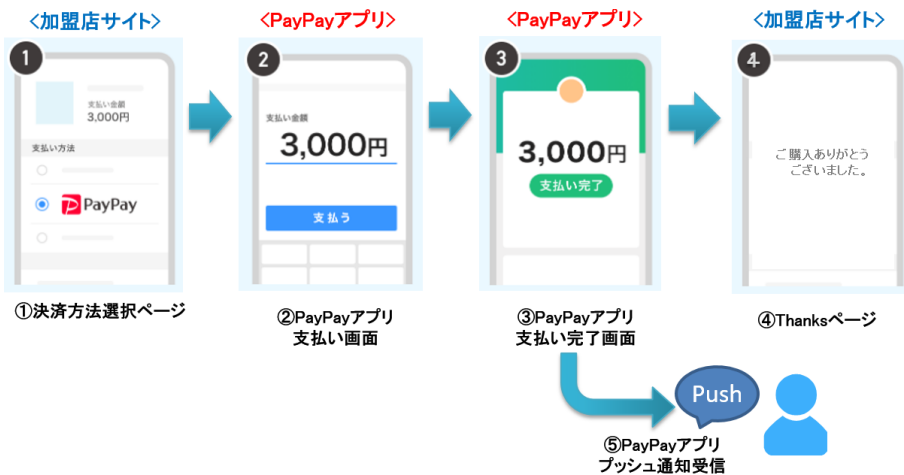 <加盟店サイト>
<PayPayアプリ>
<PayPayアプリ>
<加盟店サイト>
1
支払い金額
3,000円
支払い方法
PayPay
①決済方法選択ページ
2
支払い金額
3,000円
支払う
②PayPayアプリ
支払い画面
3
3,000円
支払い完了
③PayPayアプリ
支払い完了画面
4
ご購入ありがとう
ございました。
④Thanksページ
Push
⑤PayPayアプリ
プッシュ通知受信